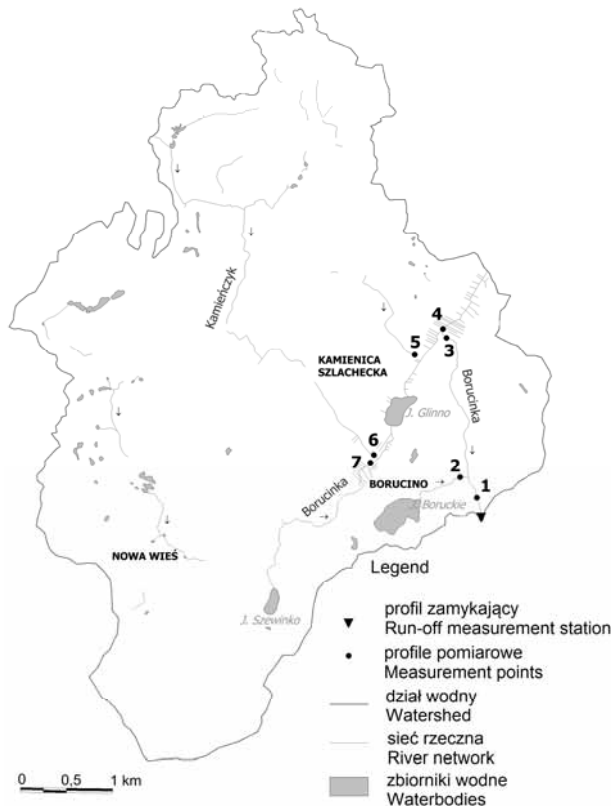 Kamieńczyk
4
3
5
KAMIENICA
SZLACHECKA
Borucinka
J. Glinno
6
7
2
BORUCINO
1
J. Boruckie
Borucinka
NOWA WIEŚ
J. Szewinko
Legend
profil zamykający
Run-off measurement station
profile pomiarowe
Measurement points
dział wodny
Watershed
sieć rzeczna
River network
zbiorniki wodne
Waterbodies
0 0,5 1 km